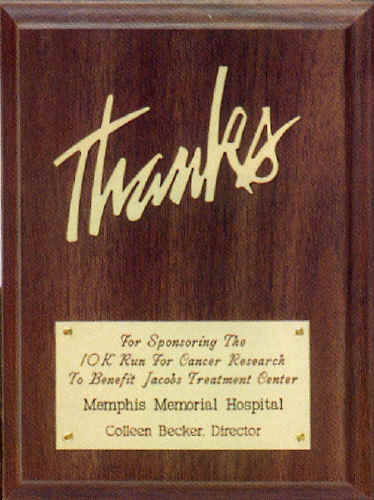 Thanks
For Sponsoring The
10K Run For Cancer Research
To Benefit Jacobs Treatment Center
Memphis Memorial Hospital
Colleen Becker, Director